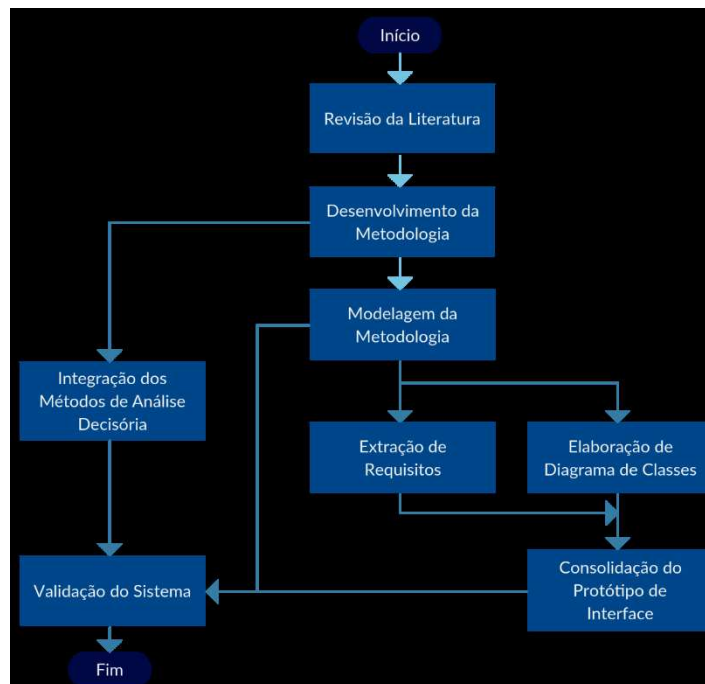 Início
Revisão da Literatura
Desenvolvimento da
Metodologia
Modelagem da
Metodologia
Integração dos
Métodos de Análise
Decisória
Extração de
Requisitos
Elaboração de
Diagrama de Classes
Validação do Sistema
Consolidação do
Protótipo de
Interface
Fim